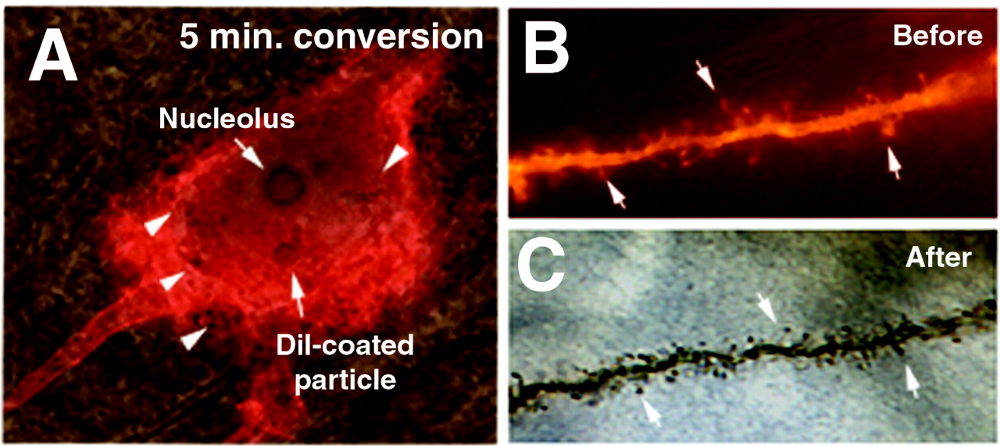 A
5 min. conversion
Nucleolus
DiI-coated
particle
B
Before
C
After